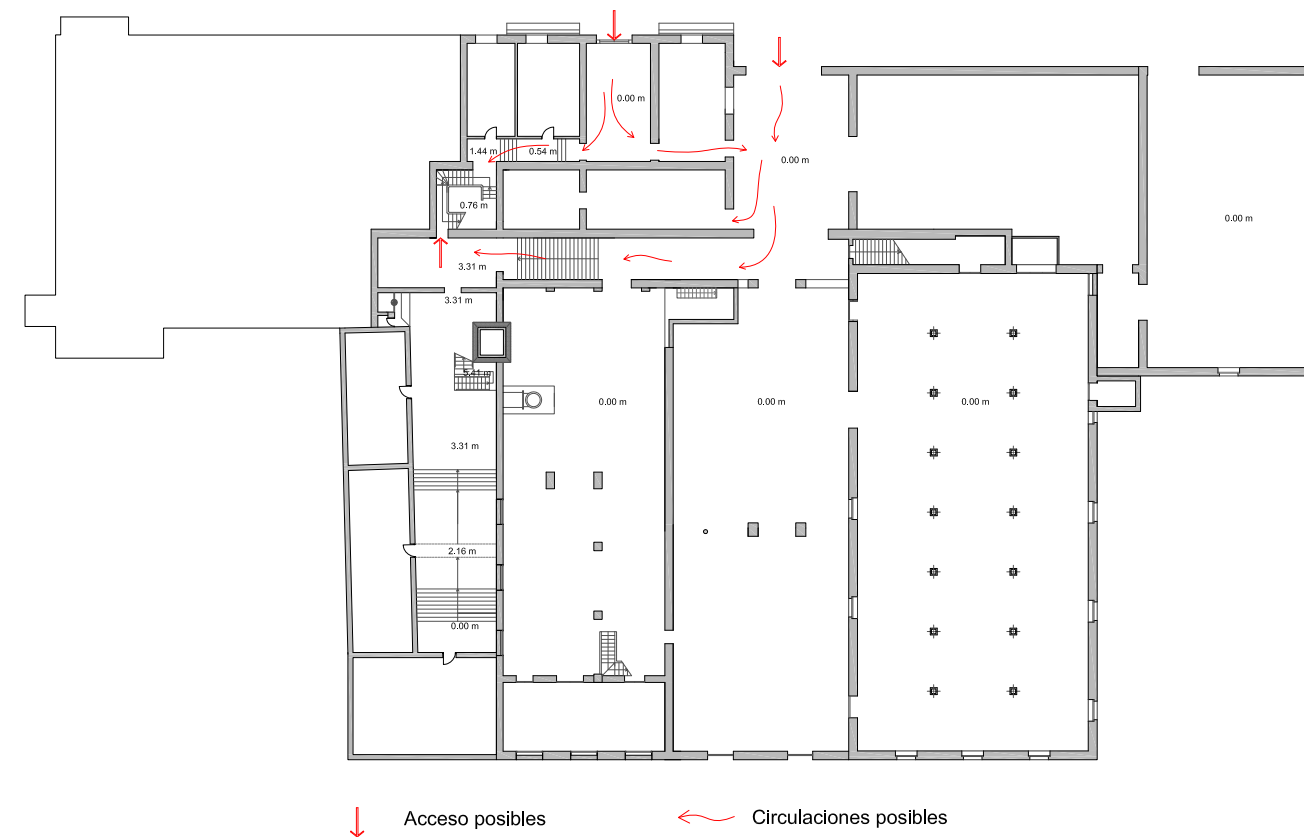 0.00 m
1.44 m
0.54 m
0.00 m
0.76 m
0.00 m
3.31 m
3.31 m
5.41 m
0.00 m
0.00 m
0.00 m
3.31 m
2.16 m
0.00 m
Acceso posibles
Circulaciones posibles